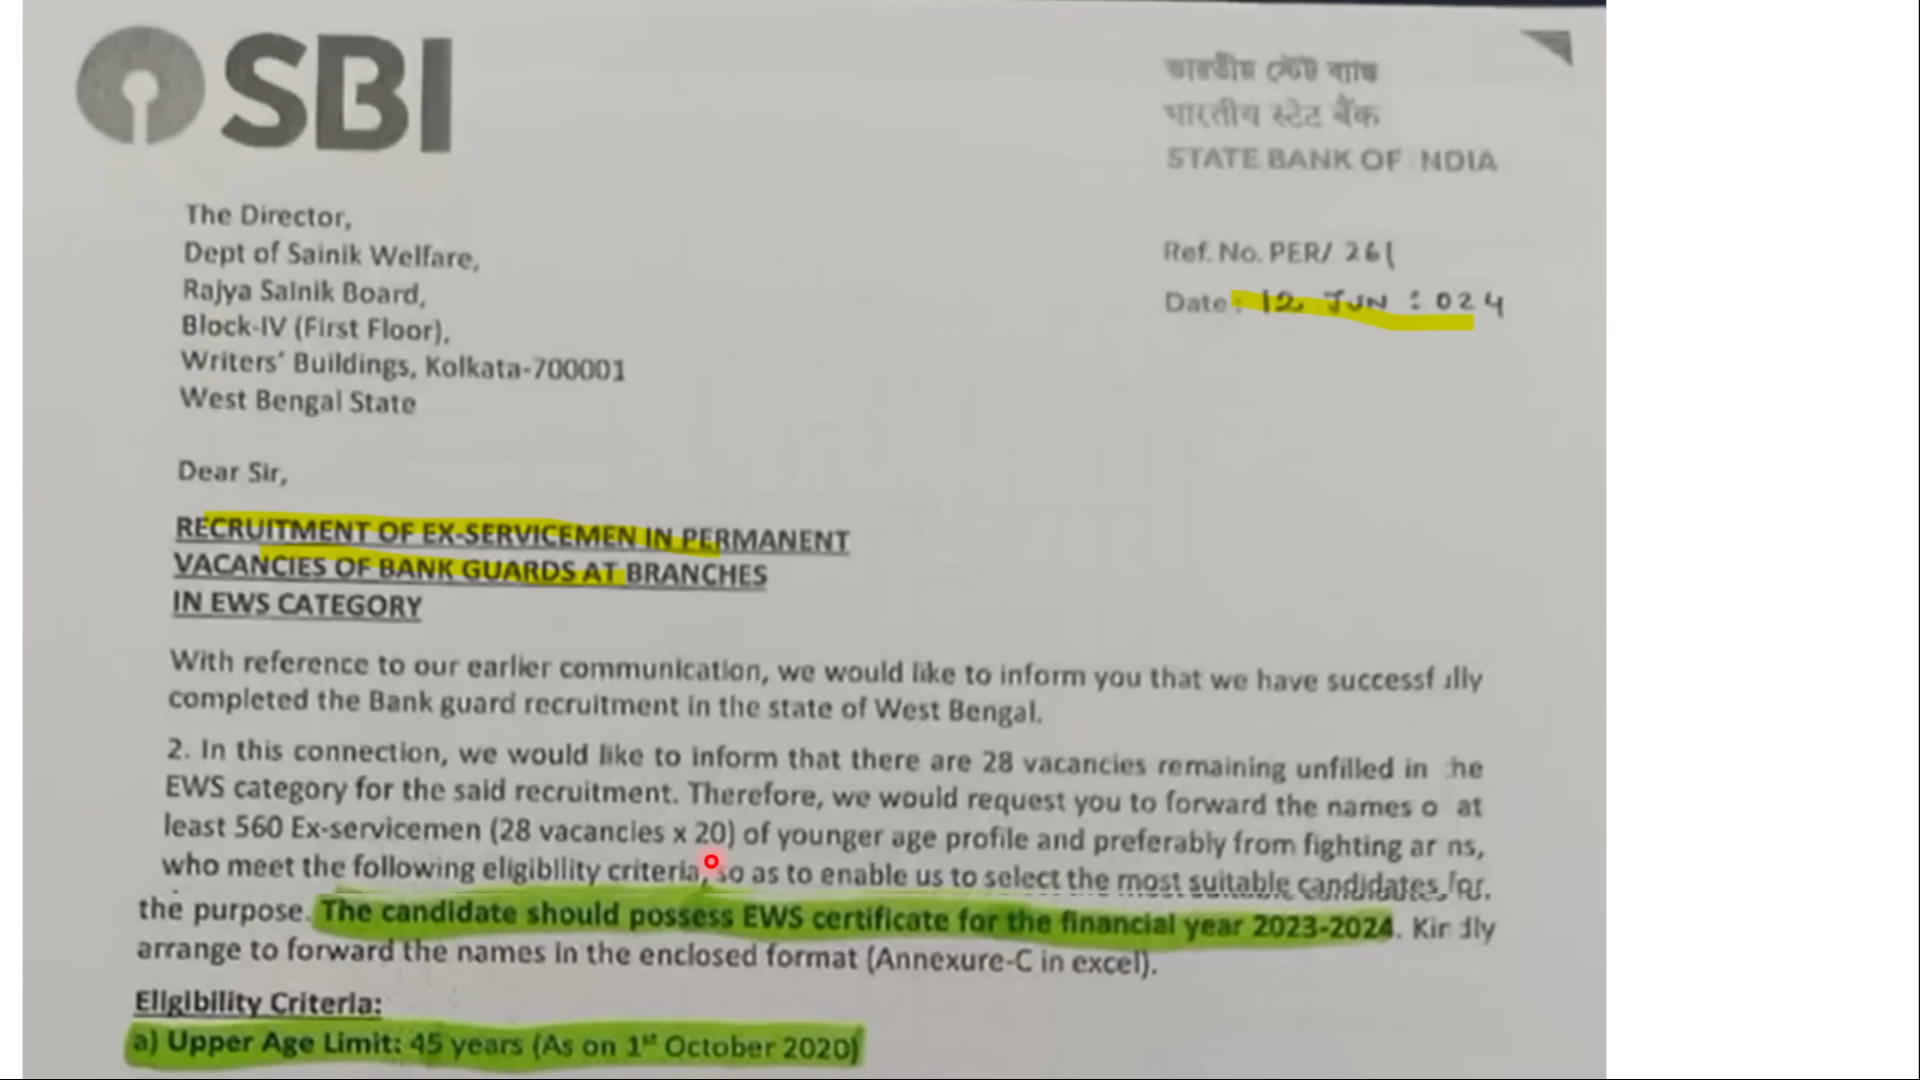 SBI
ভারতীয় স্টেট ব্যাঙ্ক
भारतीय स्टेट बैंक
STATE BANK OF NDIA
The Director,
Dept of Sainik Welfare,
Rajya Sainik Board,
Block-IV (First Floor),
Writers' Buildings, Kolkata-700001
West Bengal State
Ref. No. PER/ 261
Date: 12 JUN : 024
Dear Sir,
RECRUITMENT OF EX-SERVICEMEN IN PERMANENT
VACANCIES OF BANK GUARDS AT BRANCHES
IN EWS CATEGORY
With reference to our earlier communication, we would like to inform you that we have successf illy
completed the Bank guard recruitment in the state of West Bengal.
2. In this connection, we would like to inform that there are 28 vacancies remaining unfilled in he
EWS category for the said recruitment. Therefore, we would request you to forward the names o at
least 560 Ex-servicemen (28 vacancies x 20) of younger age profile and preferably from fighting ar ns,
who meet the following eligibility criteria, so as to enable us to select the most suitable candidates for
the purpose. The candidate should possess EWS certificate for the financial year 2023-2024. Kin dly
arrange to forward the names in the enclosed format (Annexure-C in excel).
Eligibility Criteria:
a) Upper Age Limit: 45 years (As on 1st October 2020)